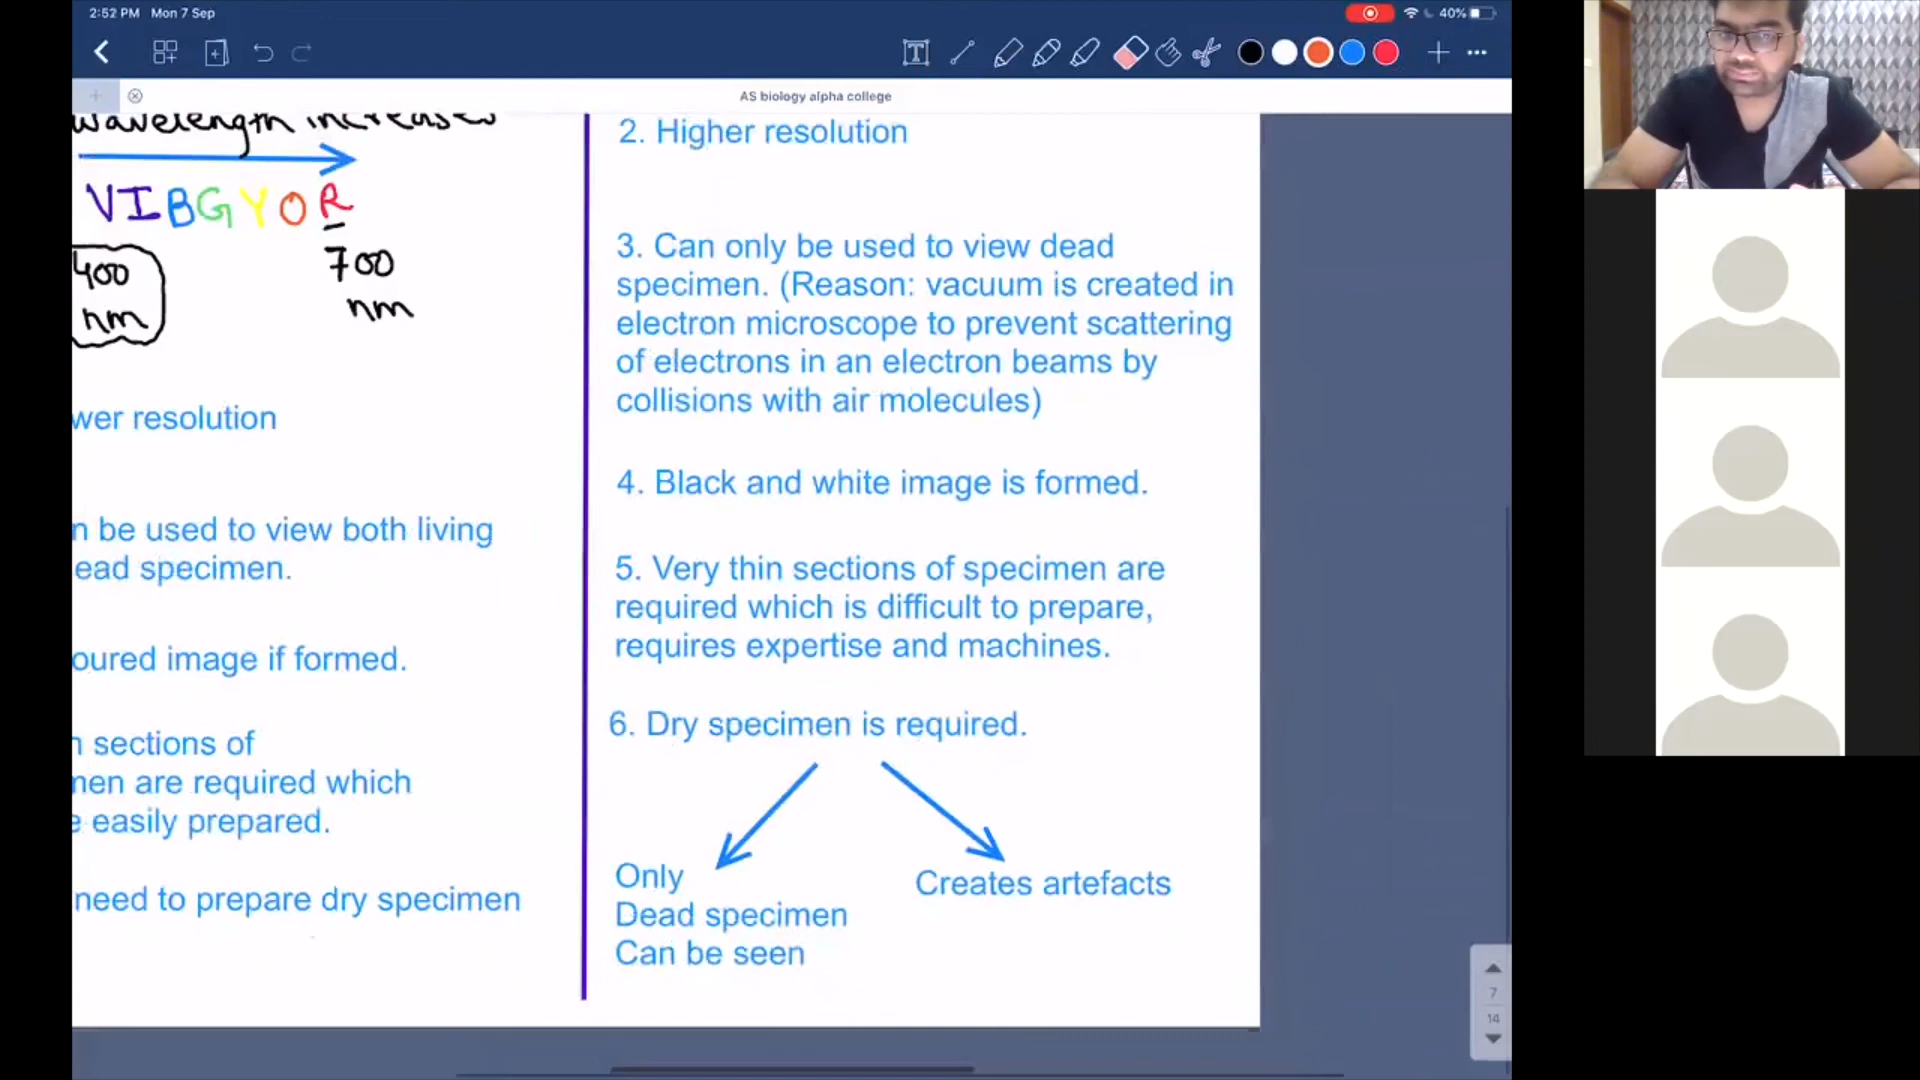 2:52 PM Mon 7 Sep
40%
AS biology alpha college
wavelength increases
VIBGYOR
400
nm
700
nm
wer resolution
n be used to view both living
ead specimen.
oured image if formed.
n sections of
men are required which
e easily prepared.
need to prepare dry specimen
2. Higher resolution
3. Can only be used to view dead
specimen. (Reason: vacuum is created in
electron microscope to prevent scattering
of electrons in an electron beams by
collisions with air molecules)
4. Black and white image is formed.
5. Very thin sections of specimen are
required which is difficult to prepare,
requires expertise and machines.
6. Dry specimen is required.
Only
Dead specimen
Can be seen
Creates artefacts
7
14